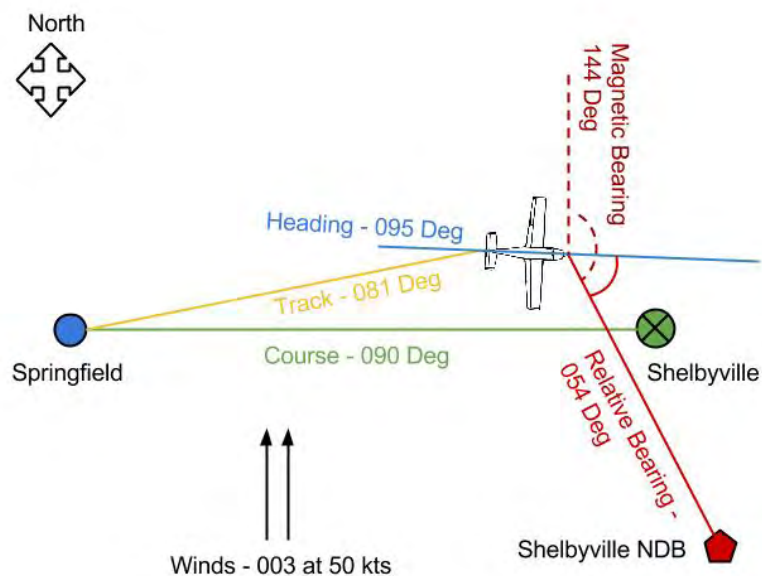 North
Magnetic Bearing
144 Deg
Heading - 095 Deg
Track - 081 Deg
Course - 090 Deg
Springfield
Shelbyville
Relative Bearing -
054 Deg
Winds - 003 at 50 kts
Shelbyville NDB